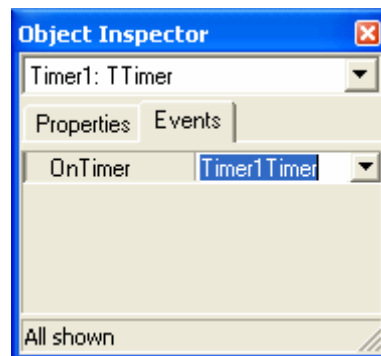 Object Inspector
Timer1: TTimer
Properties Events
OnTimer Timer1Timer
All shown